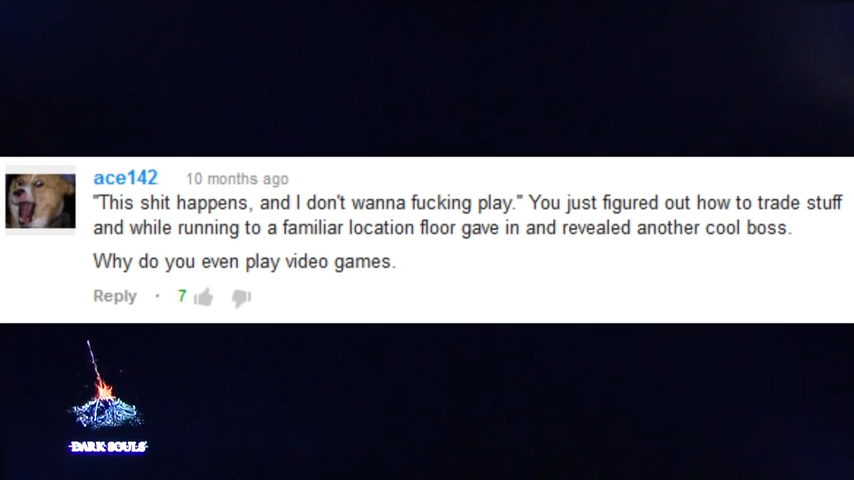 ace142 10 months ago
"This shit happens, and I don't wanna fucking play." You just figured out how to trade stuff
and while running to a familiar location floor gave in and revealed another cool boss.
Why do you even play video games.
Reply · 7
DARK SOULS